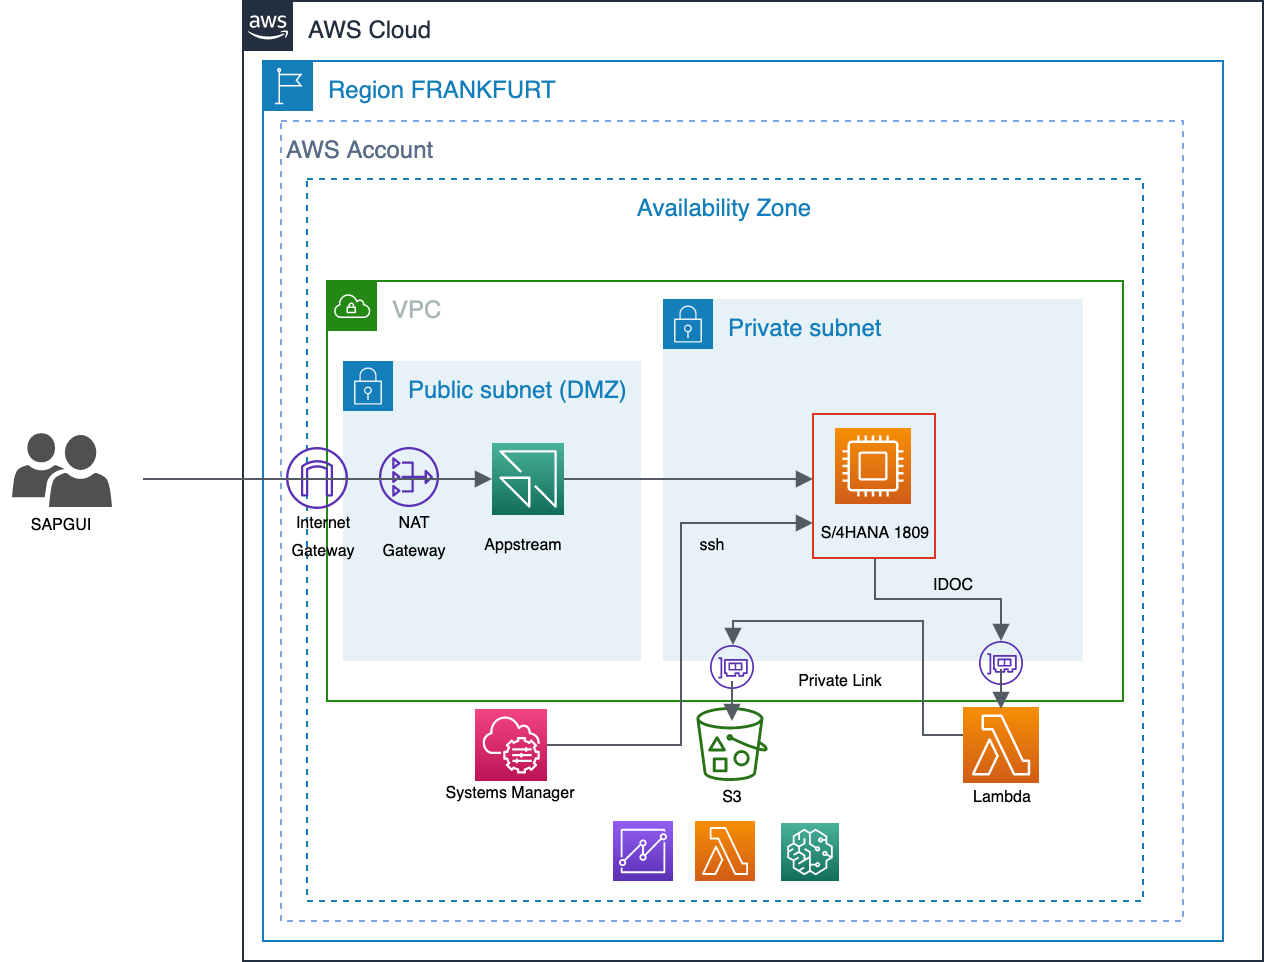 aws
AWS Cloud
Region FRANKFURT
AWS Account
Availability Zone
VPC
Private subnet
Public subnet (DMZ)
SAPGUI
Internet
Gateway
NAT
Gateway
Appstream
ssh
S/4HANA 1809
IDOC
Private Link
Systems Manager
S3
Lambda